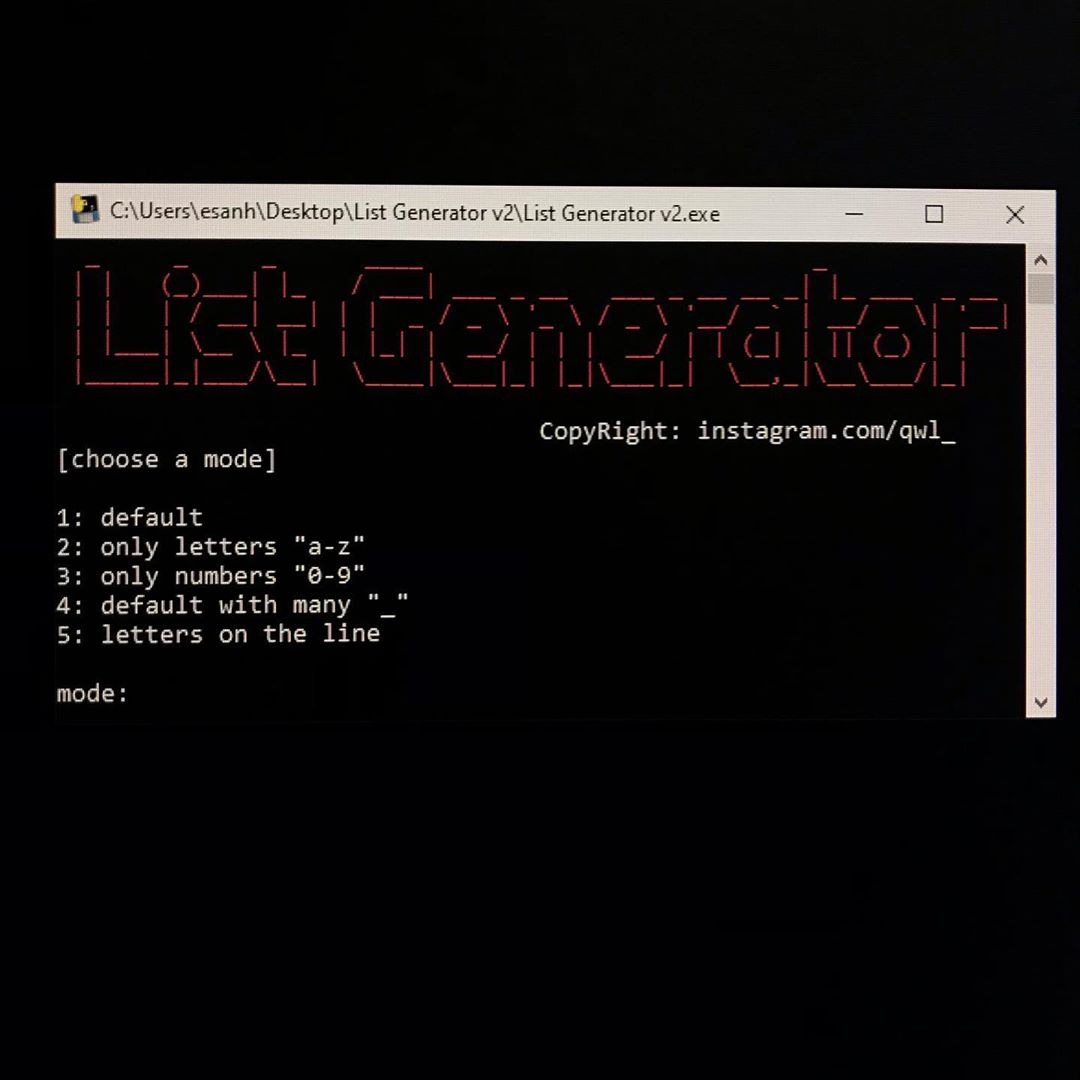 C:\Users\esanh\Desktop\List Generator v2\List Generator v2.exe
List Generator
CopyRight: instagram.com/qwl_
[choose a mode]
1: default
2: only letters "a-z"
3: only numbers "0-9"
4: default with many "_"
5: letters on the line
mode: